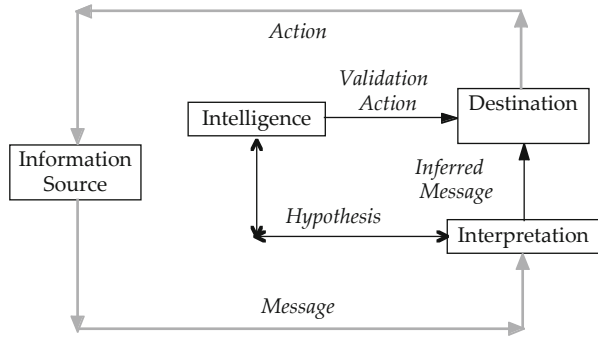 Action
Validation
Action
Destination
Intelligence
Information
Source
Inferred
Message
Hypothesis
Interpretation
Message